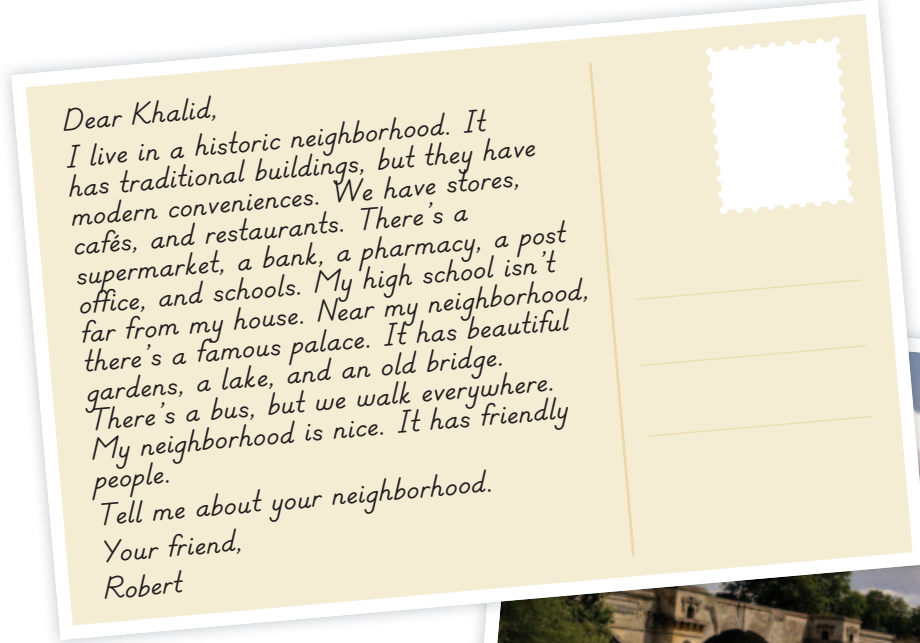 Dear Khalid,
I live in a historic neighborhood. It
has traditional buildings, but they have
modern conveniences. We have stores,
cafés, and restaurants. There's a
supermarket, a bank, a pharmacy, a post
office, and schools. My high school isn't
far from my house. Near my neighborhood,
there's a famous palace. It has beautiful
gardens, a lake, and an old bridge.
There's a bus, but we walk everywhere.
My neighborhood is nice. It has friendly
people.
Tell me about your neighborhood.
Your friend,
Robert